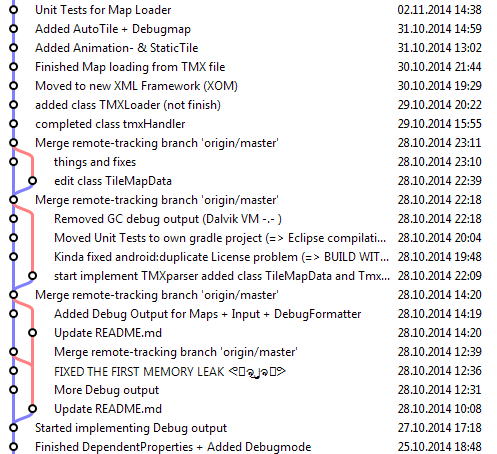 Unit Tests for Map Loader 02.11.2014 14:38
Added AutoTile + Debugmap 31.10.2014 14:59
Added Animation- & StaticTile 31.10.2014 13:02
Finished Map loading from TMX file 30.10.2014 21:44
Moved to new XML Framework (XOM) 30.10.2014 19:29
added class TMXLoader (not finish) 29.10.2014 20:22
completed class tmxHandler 29.10.2014 15:55
Merge remote-tracking branch 'origin/master' 28.10.2014 23:11
things and fixes 28.10.2014 23:10
edit class TileMapData 28.10.2014 22:39
Merge remote-tracking branch 'origin/master' 28.10.2014 22:18
Removed GC debug output (Dalvik VM -.- ) 28.10.2014 22:18
Moved Unit Tests to own gradle project (=> Eclipse compilati... 28.10.2014 20:04
Kinda fixed android:duplicate License problem (=> BUILD WIT... 28.10.2014 19:48
start implement TMXparser added class TileMapData and Tmx... 28.10.2014 22:09
Merge remote-tracking branch 'origin/master' 28.10.2014 14:20
Added Debug Output for Maps + Input + DebugFormatter 28.10.2014 14:19
Update README.md 28.10.2014 14:20
Merge remote-tracking branch 'origin/master' 28.10.2014 12:39
FIXED THE FIRST MEMORY LEAK 28.10.2014 12:36
More Debug output 28.10.2014 12:31
Update README.md 28.10.2014 10:08
Started implementing Debug output 27.10.2014 17:18
Finished DependentProperties + Added Debugmode 25.10.2014 18:48